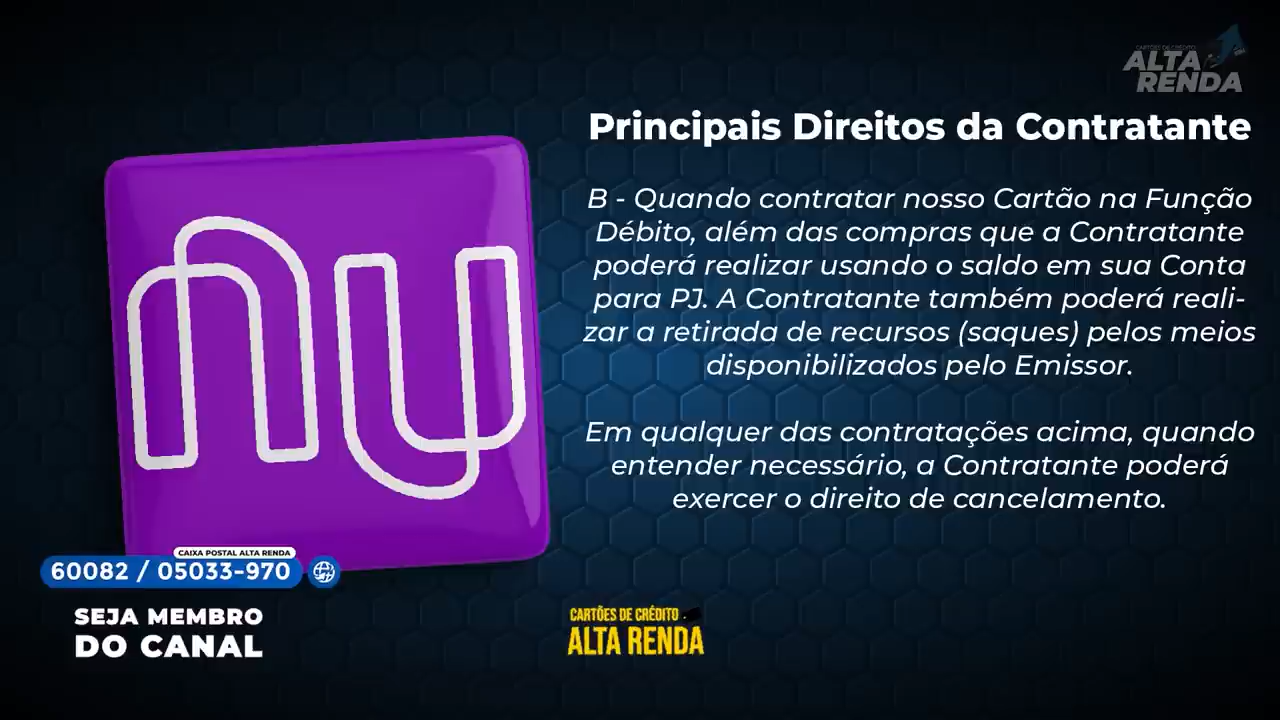 CARTÕES DE CRÉDITO
ALTA
RENDA
Principais Direitos da Contratante
B - Quando contratar nosso Cartão na Função
Débito, além das compras que a Contratante
poderá realizar usando o saldo em sua Conta
para PJ. A Contratante também poderá reali-
zar a retirada de recursos (saques) pelos meios
disponibilizados pelo Emissor.
Em qualquer das contratações acima, quando
entender necessário, a Contratante poderá
exercer o direito de cancelamento.
nu
CAIXA POSTAL ALTA RENDA
60082 / 05033-970
SEJA MEMBRO
DO CANAL
CARTÕES DE CRÉDITO
ALTA RENDA